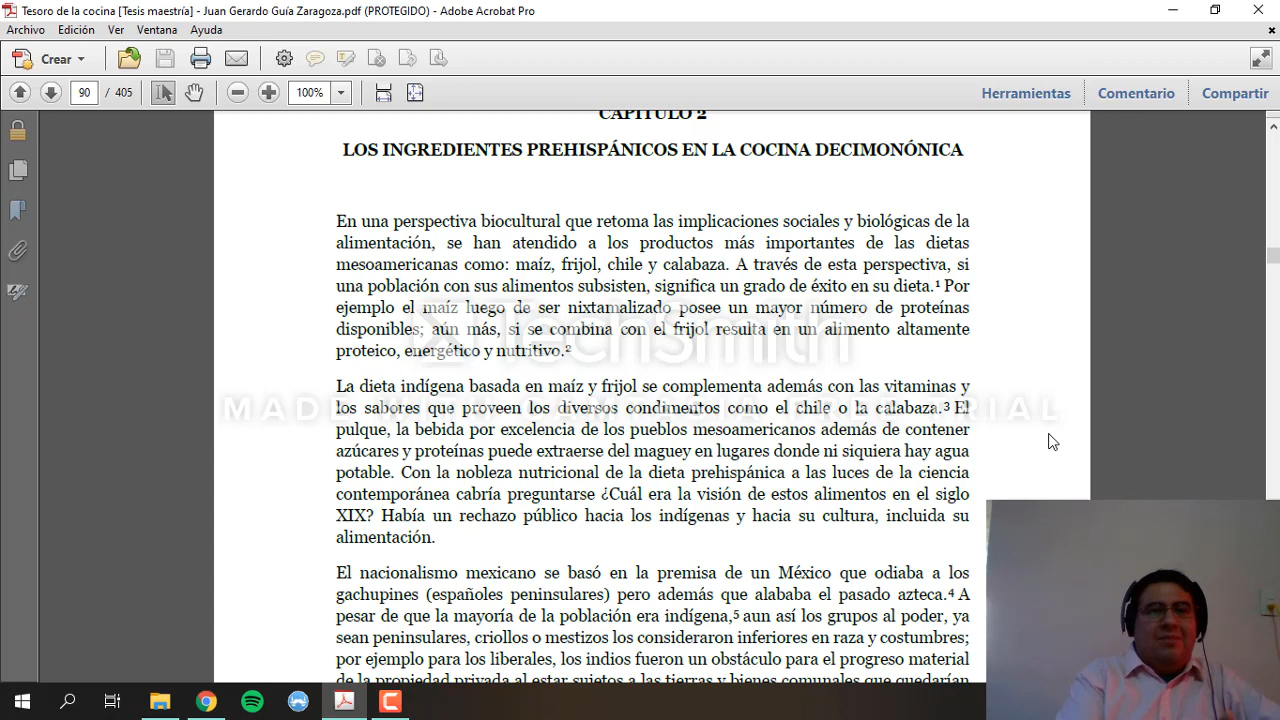 Tesoro de la cocina [Tesis maestría] - Juan Gerardo Guía Zaragoza.pdf (PROTEGIDO) - Adobe Acrobat Pro
Archivo Edición Ver Ventana Ayuda
Crear
90 / 405 100% Herramientas Comentario Compartir
CAPÍTULO 2
LOS INGREDIENTES PREHISPÁNICOS EN LA COCINA DECIMONÓNICA
En una perspectiva biocultural que retoma las implicaciones sociales y biológicas de la
alimentación, se han atendido a los productos más importantes de las dietas
mesoamericanas como: maíz, frijol, chile y calabaza. A través de esta perspectiva, si
una población con sus alimentos subsisten, significa un grado de éxito en su dieta.¹ Por
ejemplo el maíz luego de ser nixtamalizado posee un mayor número de proteínas
disponibles; aún más, si se combina con el frijol resulta en un alimento altamente
proteico, energético y nutritivo.²
TechSmith
La dieta indígena basada en maíz y frijol se complementa además con las vitaminas y
los sabores que proveen los diversos condimentos como el chile o la calabaza.³ El
MADE WITH CAMTASIA FREE TRIAL
pulque, la bebida por excelencia de los pueblos mesoamericanos además de contener
azúcares y proteínas puede extraerse del maguey en lugares donde ni siquiera hay agua
potable. Con la nobleza nutricional de la dieta prehispánica a las luces de la ciencia
contemporánea cabría preguntarse ¿Cuál era la visión de estos alimentos en el siglo
XIX? Había un rechazo público hacia los indígenas y hacia su cultura, incluida su
alimentación.
El nacionalismo mexicano se basó en la premisa de un México que odiaba a los
gachupines (españoles peninsulares) pero además que alababa el pasado azteca.⁴ A
pesar de que la mayoría de la población era indígena,⁵ aun así los grupos al poder, ya
sean peninsulares, criollos o mestizos los consideraron inferiores en raza y costumbres;
por ejemplo para los liberales, los indios fueron un obstáculo para el progreso material
de la propiedad privada al estar sujetos a las tierras y bienes comunales que quedarían